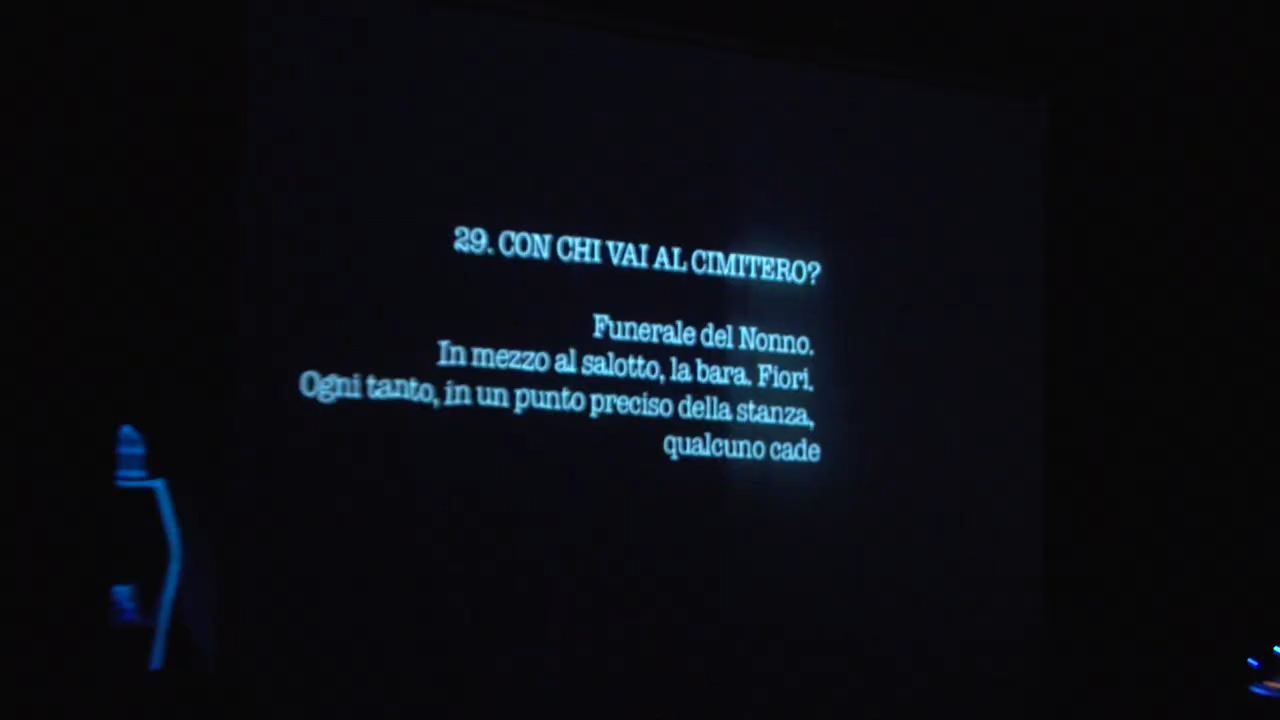 29. CON CHI VAI AL CIMITERO?
Funerale del Nonno.
In mezzo al salotto, la bara. Fiori.
Ogni tanto, in un punto preciso della stanza,
qualcuno cade